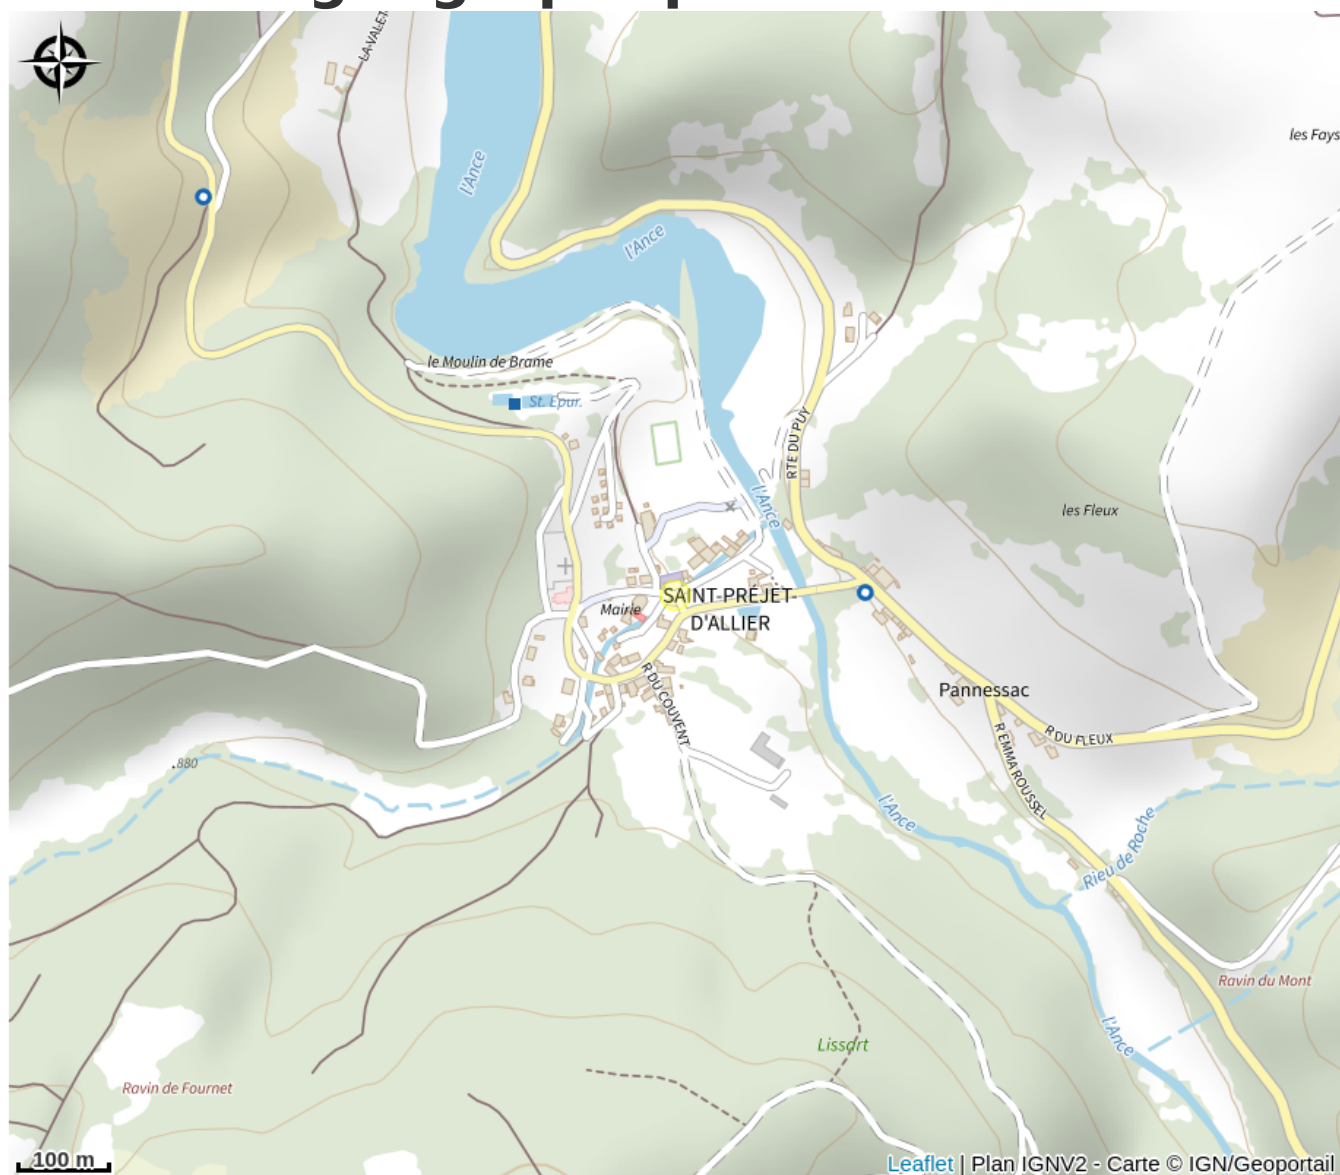 LA-VALET
les Fays
l'Ance
l'Ance
le Moulin de Brame
St. Epur.
RTE DU PUY
l'Ance
les Fleux
SAINT-PRÉJET-
D'ALLIER
Mairie
R DU COUVENT
Pannessac
R DU FLEUX
R EMMA ROUSSEL
.880
l'Ance
Rieu de Roche
Ravin du Mont
l'Ance
Lissart
Ravin de Fournet
100 m
Leaflet | Plan IGNV2 - Carte © IGN/Geoportail